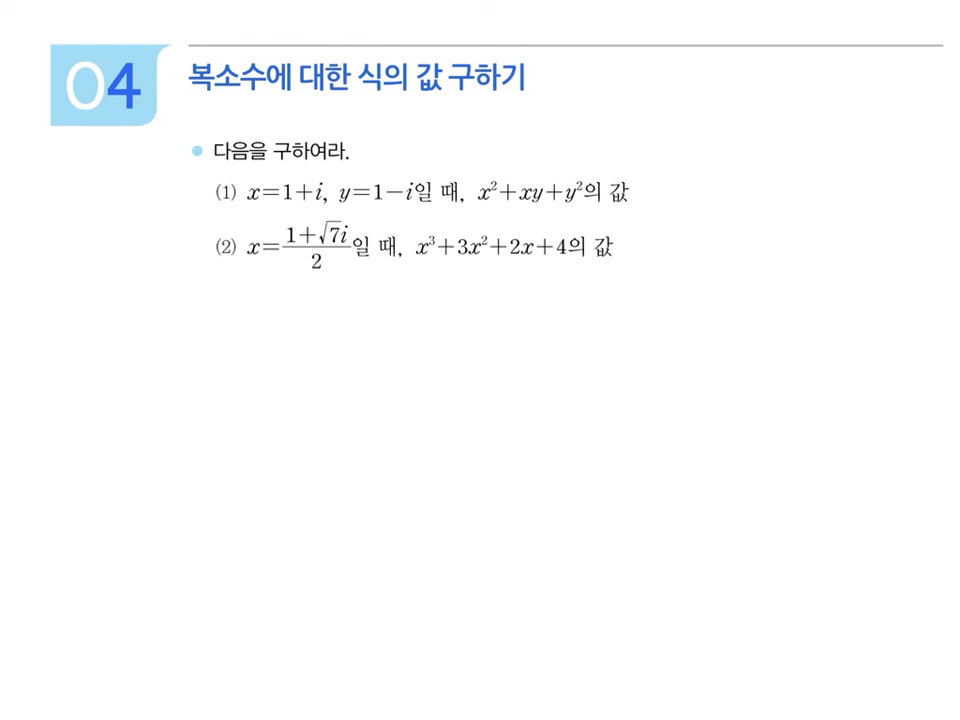 04 복소수에 대한 식의 값 구하기
● 다음을 구하여라.
⑴ x=1+i, y=1−i일 때, x²+xy+y²의 값
⑵ x=(1+√7i)/2일 때, x³+3x²+2x+4의 값